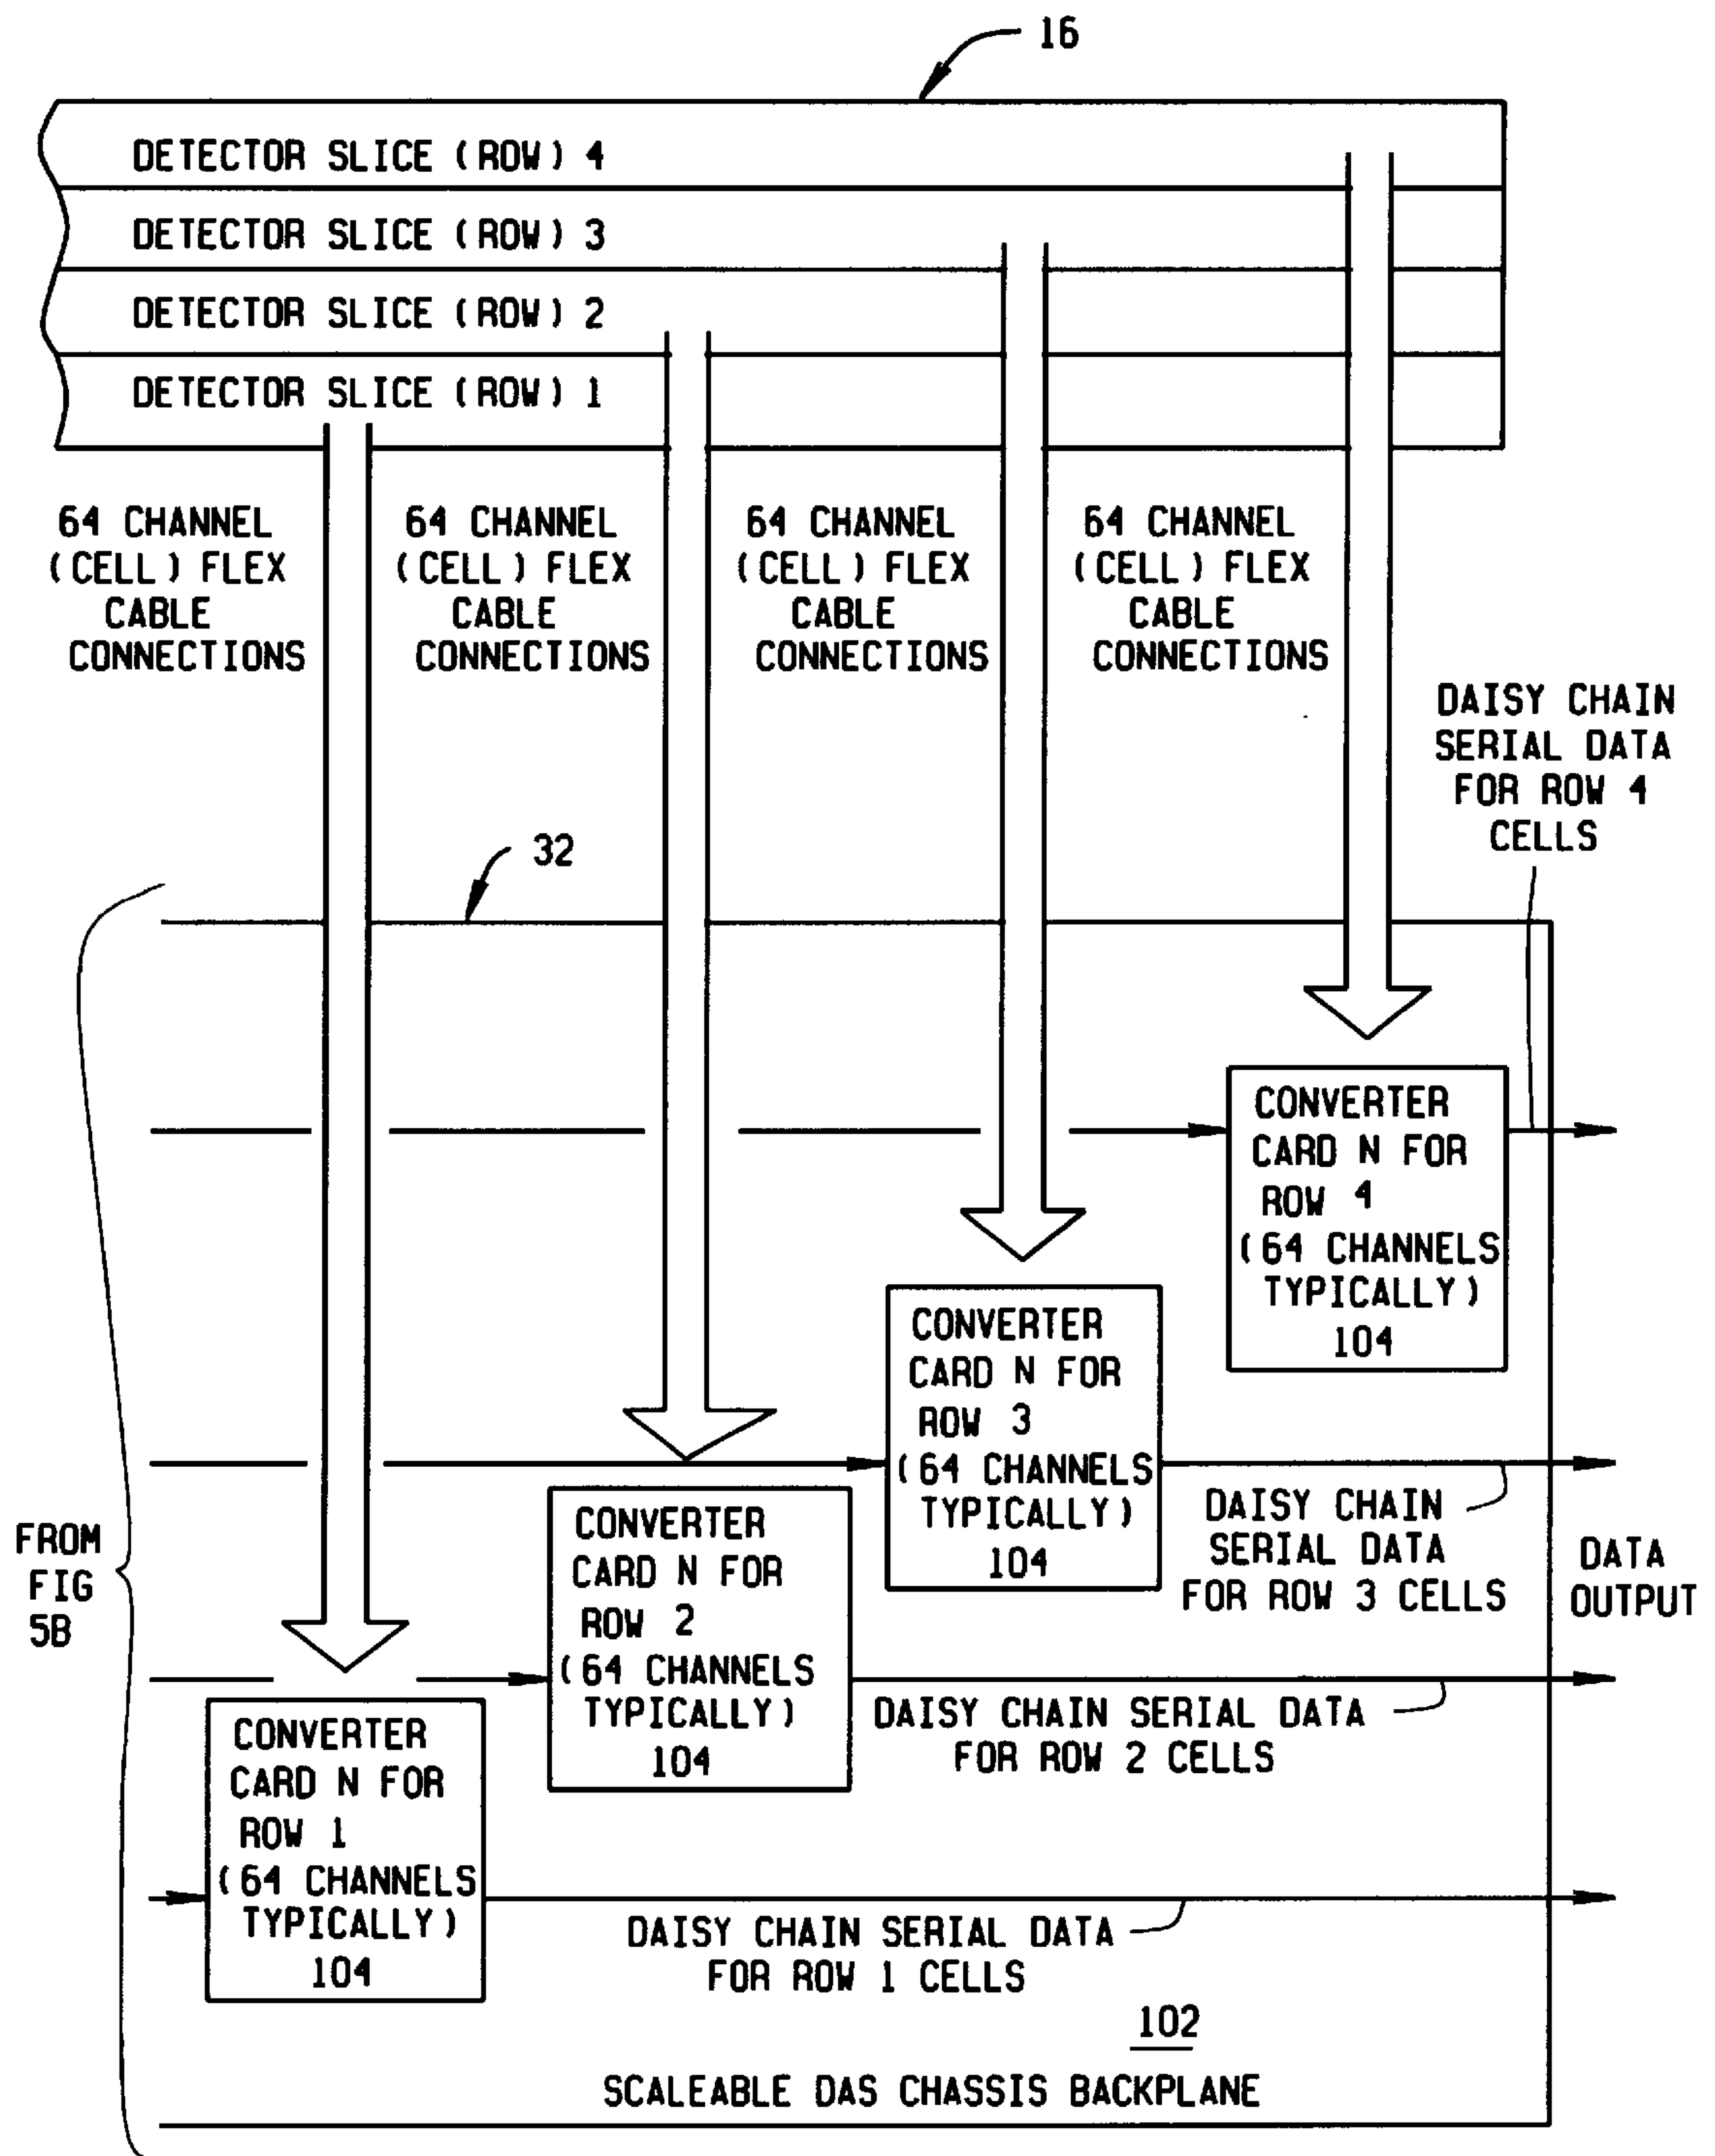 16
DETECTOR SLICE (ROW) 4
DETECTOR SLICE (ROW) 3
DETECTOR SLICE (ROW) 2
DETECTOR SLICE (ROW) 1
64 CHANNEL
(CELL) FLEX
CABLE
CONNECTIONS
64 CHANNEL
(CELL) FLEX
CABLE
CONNECTIONS
64 CHANNEL
(CELL) FLEX
CABLE
CONNECTIONS
64 CHANNEL
(CELL) FLEX
CABLE
CONNECTIONS
DAISY CHAIN
SERIAL DATA
FOR ROW 4
CELLS
32
CONVERTER
CARD N FOR
ROW 4
(64 CHANNELS
TYPICALLY)
104
CONVERTER
CARD N FOR
ROW 3
(64 CHANNELS
TYPICALLY)
104
DAISY CHAIN
SERIAL DATA
FOR ROW 3 CELLS
DATA
OUTPUT
FROM
FIG
5B
CONVERTER
CARD N FOR
ROW 2
(64 CHANNELS
TYPICALLY)
104
DAISY CHAIN SERIAL DATA
FOR ROW 2 CELLS
CONVERTER
CARD N FOR
ROW 1
(64 CHANNELS
TYPICALLY)
104
DAISY CHAIN SERIAL DATA
FOR ROW 1 CELLS
102
SCALEABLE DAS CHASSIS BACKPLANE